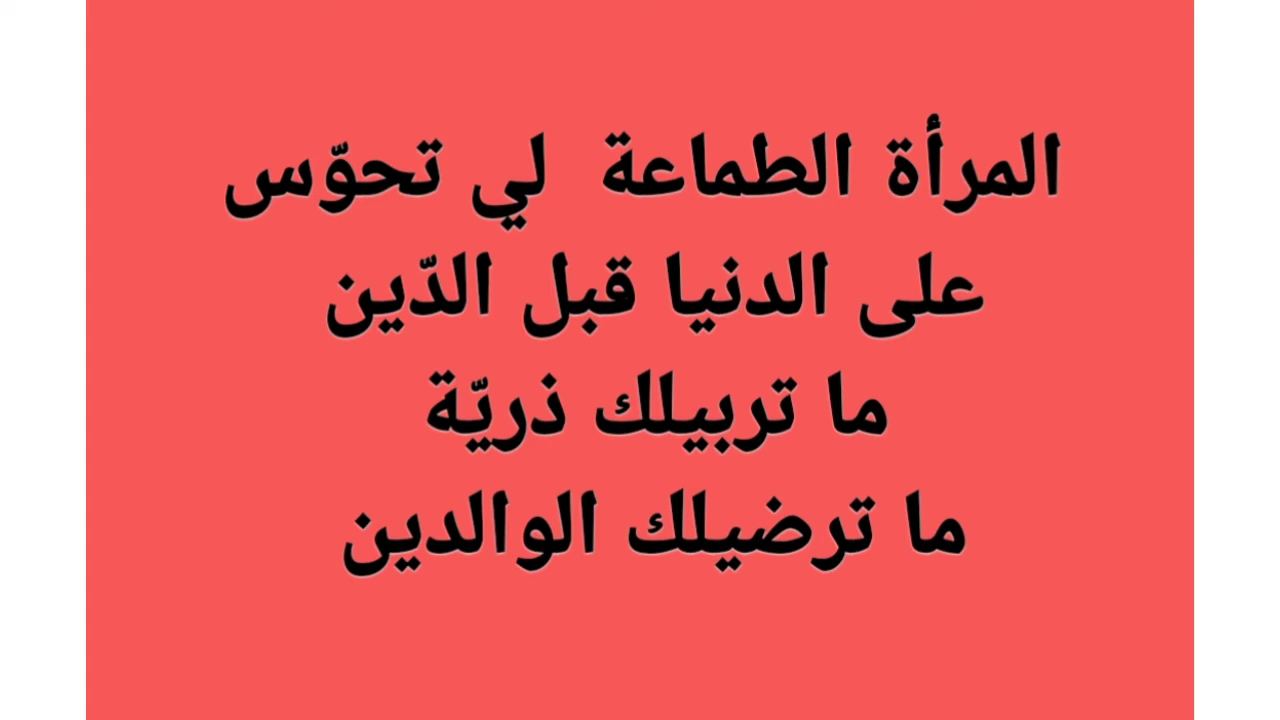 المرأة الطماعة لي تحوّس
على الدنيا قبل الدّين
ما تربيلك ذريّة
ما ترضيلك الوالدين